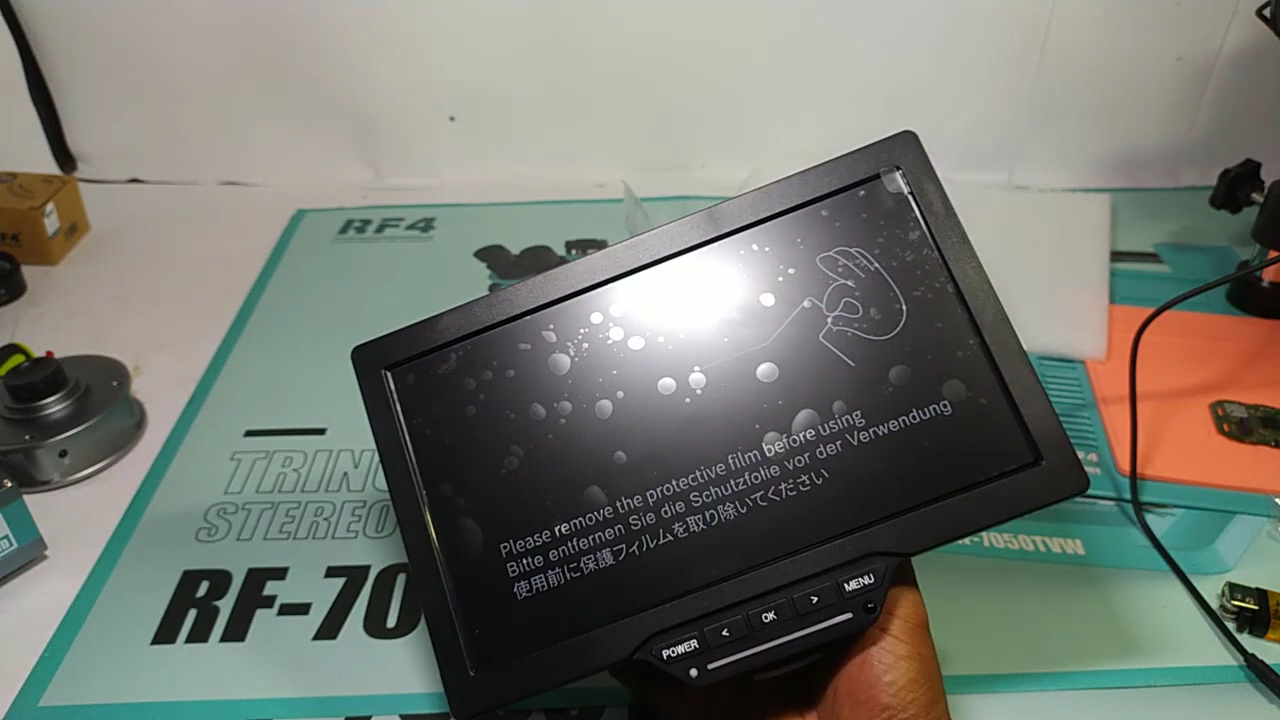 RF4
TRINO
STEREO
RF-70
Please remove the protective film before using
Bitte entfernen Sie die Schutzfolie vor der Verwendung
使用前に保護フィルムを取り除いてください
POWER
<
OK
>
MENU
-7050TVW